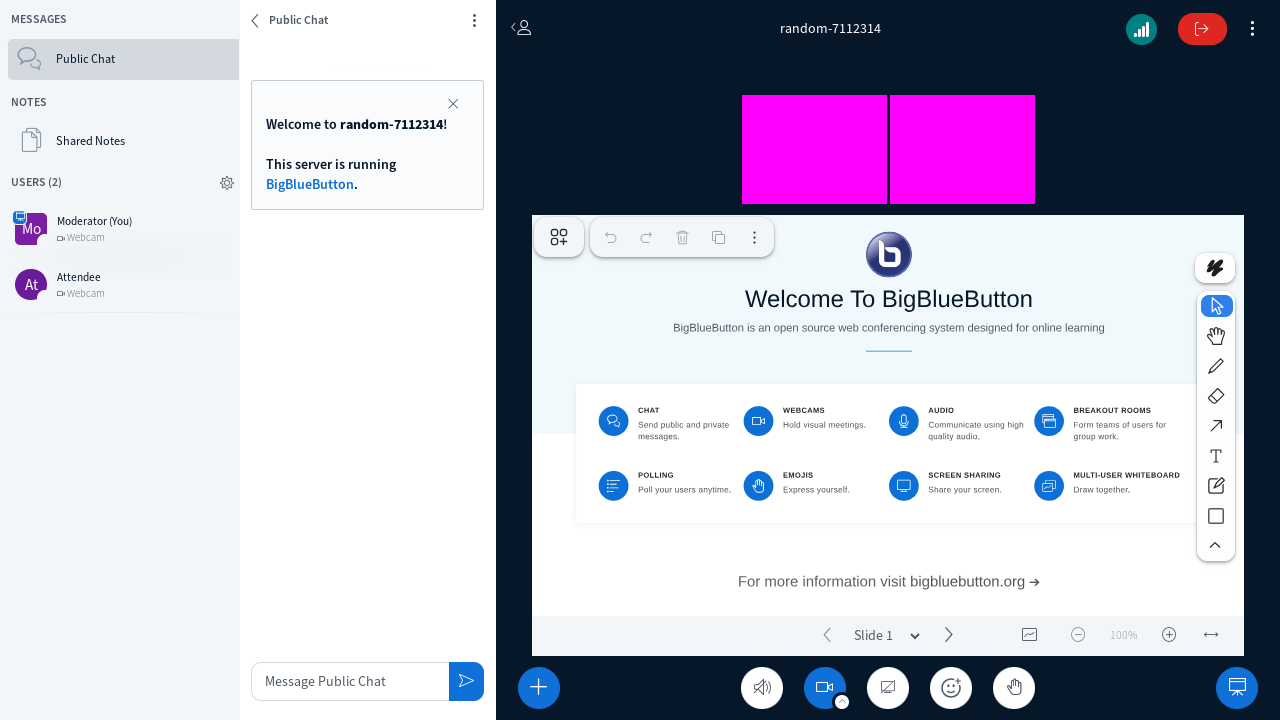 MESSAGES
Public Chat
NOTES
Shared Notes
USERS (2)
Mo
Moderator (You)
Webcam
At
Attendee
Webcam
Public Chat
Welcome to random-7112314!
This server is running
BigBlueButton.
Message Public Chat
random-7112314
Welcome To BigBlueButton
BigBlueButton is an open source web conferencing system designed for online learning
CHAT
Send public and private
messages.
WEBCAMS
Hold visual meetings.
AUDIO
Communicate using high
quality audio.
BREAKOUT ROOMS
Form teams of users for
group work.
POLLING
Poll your users anytime.
EMOJIS
Express yourself.
SCREEN SHARING
Share your screen.
MULTI-USER WHITEBOARD
Draw together.
For more information visit bigbluebutton.org ➔
Slide 1
100%